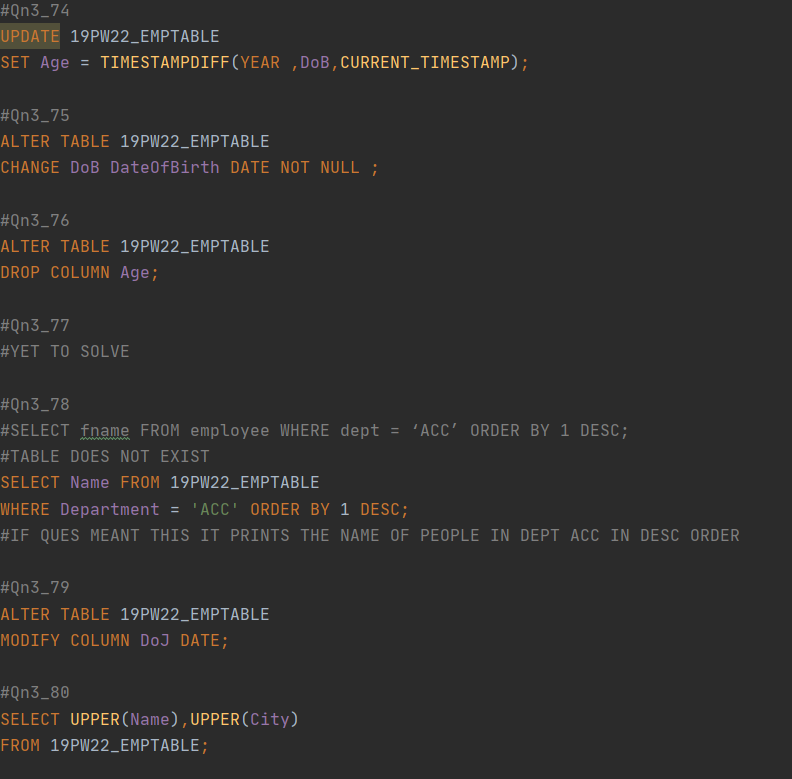 #Qn3_74
UPDATE 19PW22_EMPTABLE
SET Age = TIMESTAMPDIFF(YEAR ,DoB,CURRENT_TIMESTAMP);
#Qn3_75
ALTER TABLE 19PW22_EMPTABLE
CHANGE DoB DateOfBirth DATE NOT NULL ;
#Qn3_76
ALTER TABLE 19PW22_EMPTABLE
DROP COLUMN Age;
#Qn3_77
#YET TO SOLVE
#Qn3_78
#SELECT fname FROM employee WHERE dept = ‘ACC’ ORDER BY 1 DESC;
#TABLE DOES NOT EXIST
SELECT Name FROM 19PW22_EMPTABLE
WHERE Department = 'ACC' ORDER BY 1 DESC;
#IF QUES MEANT THIS IT PRINTS THE NAME OF PEOPLE IN DEPT ACC IN DESC ORDER
#Qn3_79
ALTER TABLE 19PW22_EMPTABLE
MODIFY COLUMN DoJ DATE;
#Qn3_80
SELECT UPPER(Name),UPPER(City)
FROM 19PW22_EMPTABLE;